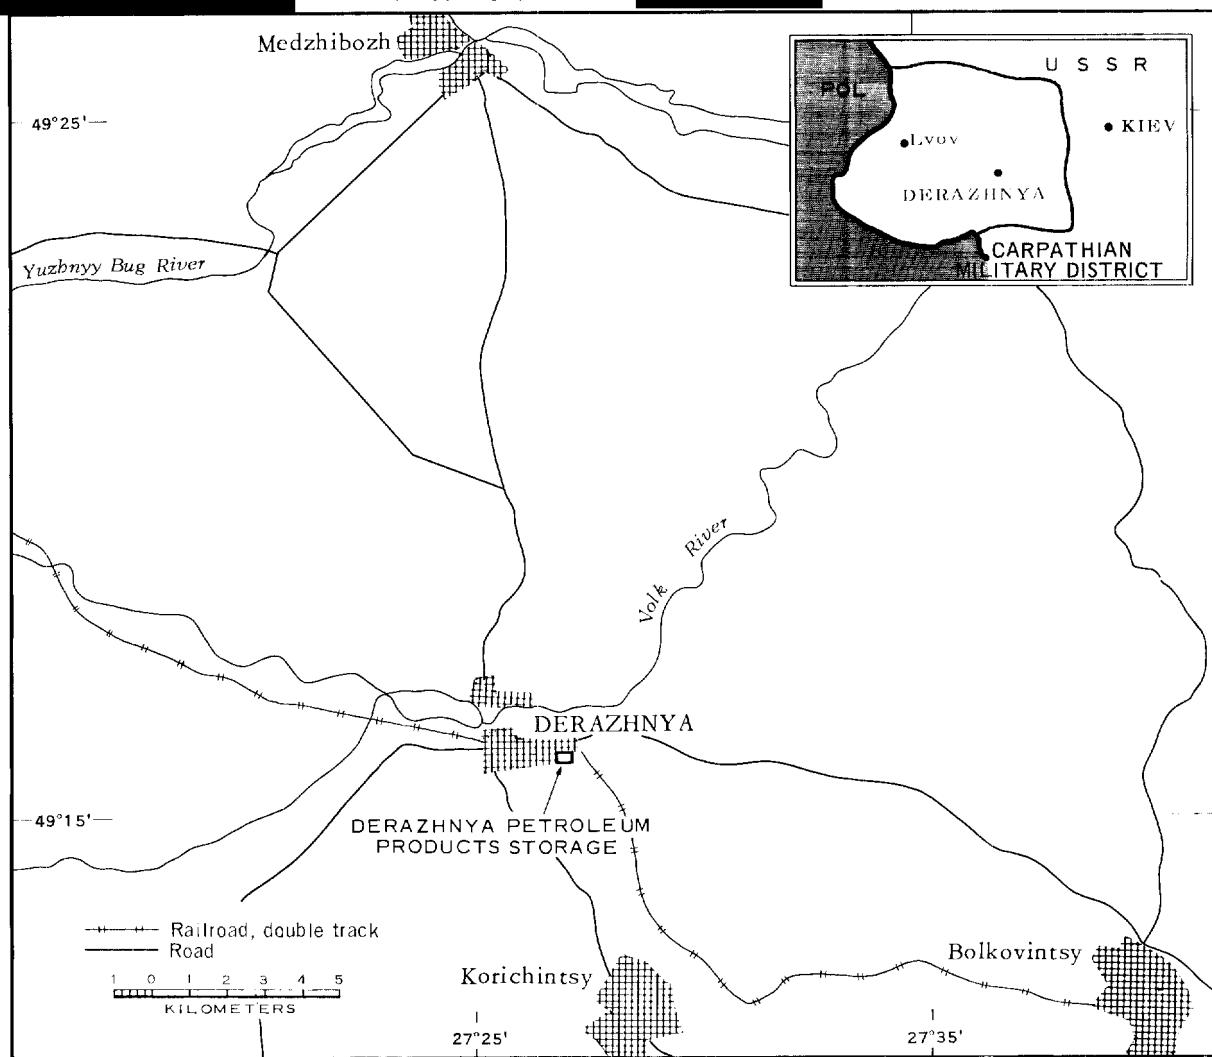 Medzhibozh
U S S R
POL
49°25'
KIEV
LVOV
DERAZHNYA
CARPATHIAN
MILITARY DISTRICT
Yuzhnyy Bug River
Volk River
DERAZHNYA
49°15'
DERAZHNYA PETROLEUM
PRODUCTS STORAGE
Railroad, double track
Road
Bolkovintsy
Korichintsy
1 0 1 2 3 4 5
KILOMETERS
27°25'
27°35'